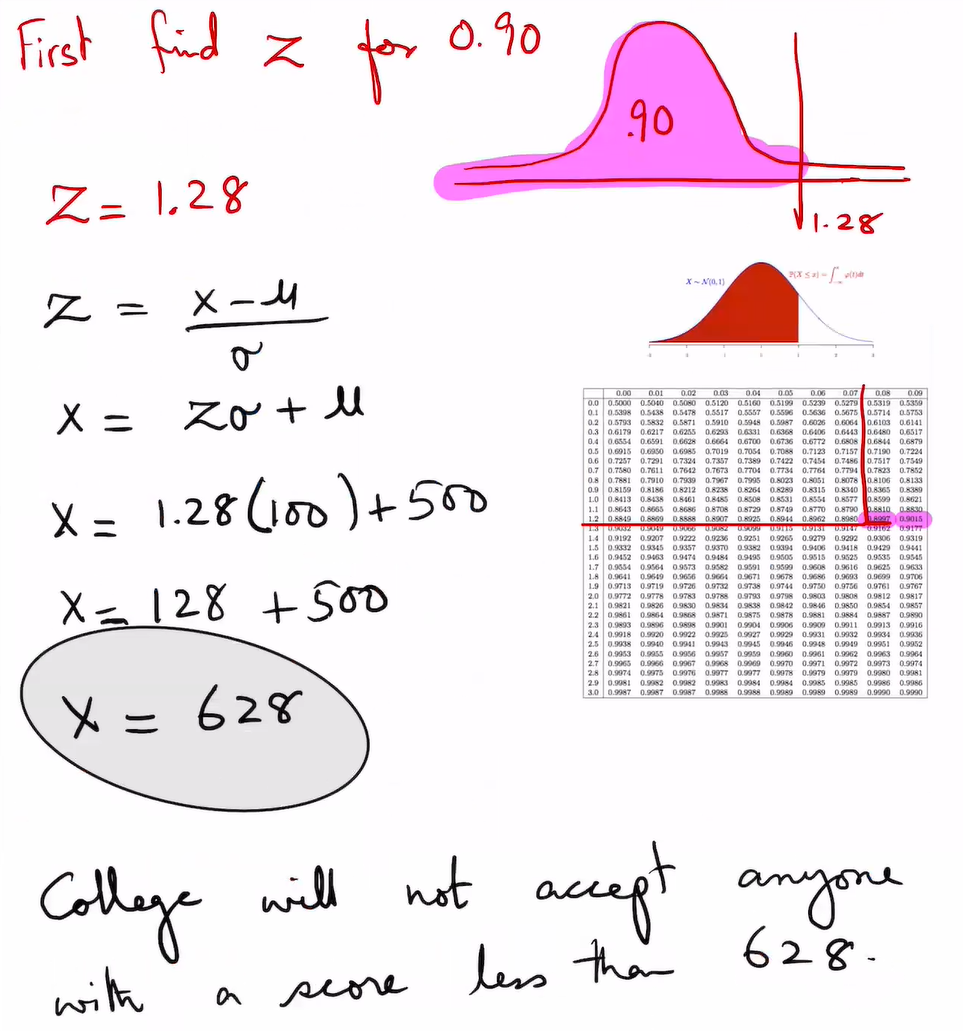 First find z for 0.90
.90
Z = 1.28
1.28
Z = x - μ / σ
X ~ N(0,1)
P(X ≤ x) = ∫ φ(t)dt
x = zσ + μ
x = 1.28(100) + 500
x = 128 + 500
x = 628
0.00 0.01 0.02 0.03 0.04 0.05 0.06 0.07 0.08 0.09
0.0 0.5000 0.5040 0.5080 0.5120 0.5160 0.5199 0.5239 0.5279 0.5319 0.5359
0.1 0.5398 0.5438 0.5478 0.5517 0.5557 0.5596 0.5636 0.5675 0.5714 0.5753
0.2 0.5793 0.5832 0.5871 0.5910 0.5948 0.5987 0.6026 0.6064 0.6103 0.6141
0.3 0.6179 0.6217 0.6255 0.6293 0.6331 0.6368 0.6406 0.6443 0.6480 0.6517
0.4 0.6554 0.6591 0.6628 0.6664 0.6700 0.6736 0.6772 0.6808 0.6844 0.6879
0.5 0.6915 0.6950 0.6985 0.7019 0.7054 0.7088 0.7123 0.7157 0.7190 0.7224
0.6 0.7257 0.7291 0.7324 0.7357 0.7389 0.7422 0.7454 0.7486 0.7517 0.7549
0.7 0.7580 0.7611 0.7642 0.7673 0.7704 0.7734 0.7764 0.7794 0.7823 0.7852
0.8 0.7881 0.7910 0.7939 0.7967 0.7995 0.8023 0.8051 0.8078 0.8106 0.8133
0.9 0.8159 0.8186 0.8212 0.8238 0.8264 0.8289 0.8315 0.8340 0.8365 0.8389
1.0 0.8413 0.8438 0.8461 0.8485 0.8508 0.8531 0.8554 0.8577 0.8599 0.8621
1.1 0.8643 0.8665 0.8686 0.8708 0.8729 0.8749 0.8770 0.8790 0.8810 0.8830
1.2 0.8849 0.8869 0.8888 0.8907 0.8925 0.8944 0.8962 0.8980 0.8997 0.9015
1.3 0.9032 0.9049 0.9066 0.9082 0.9099 0.9115 0.9131 0.9147 0.9162 0.9177
1.4 0.9192 0.9207 0.9222 0.9236 0.9251 0.9265 0.9279 0.9292 0.9306 0.9319
1.5 0.9332 0.9345 0.9357 0.9370 0.9382 0.9394 0.9406 0.9418 0.9429 0.9441
1.6 0.9452 0.9463 0.9474 0.9484 0.9495 0.9505 0.9515 0.9525 0.9535 0.9545
1.7 0.9554 0.9564 0.9573 0.9582 0.9591 0.9599 0.9608 0.9616 0.9625 0.9633
1.8 0.9641 0.9649 0.9656 0.9664 0.9671 0.9678 0.9686 0.9693 0.9699 0.9706
1.9 0.9713 0.9719 0.9726 0.9732 0.9738 0.9744 0.9750 0.9756 0.9761 0.9767
2.0 0.9772 0.9778 0.9783 0.9788 0.9793 0.9798 0.9803 0.9808 0.9812 0.9817
2.1 0.9821 0.9826 0.9830 0.9834 0.9838 0.9842 0.9846 0.9850 0.9854 0.9857
2.2 0.9861 0.9864 0.9868 0.9871 0.9875 0.9878 0.9881 0.9884 0.9887 0.9890
2.3 0.9893 0.9896 0.9898 0.9901 0.9904 0.9906 0.9909 0.9911 0.9913 0.9916
2.4 0.9918 0.9920 0.9922 0.9925 0.9927 0.9929 0.9931 0.9932 0.9934 0.9936
2.5 0.9938 0.9940 0.9941 0.9943 0.9945 0.9946 0.9948 0.9949 0.9951 0.9952
2.6 0.9953 0.9955 0.9956 0.9957 0.9959 0.9960 0.9961 0.9962 0.9963 0.9964
2.7 0.9965 0.9966 0.9967 0.9968 0.9969 0.9970 0.9971 0.9972 0.9973 0.9974
2.8 0.9974 0.9975 0.9976 0.9977 0.9977 0.9978 0.9979 0.9979 0.9980 0.9981
2.9 0.9981 0.9982 0.9982 0.9983 0.9984 0.9984 0.9985 0.9985 0.9986 0.9986
3.0 0.9987 0.9987 0.9987 0.9988 0.9988 0.9989 0.9989 0.9989 0.9990 0.9990
College will not accept anyone
with a score less than 628.